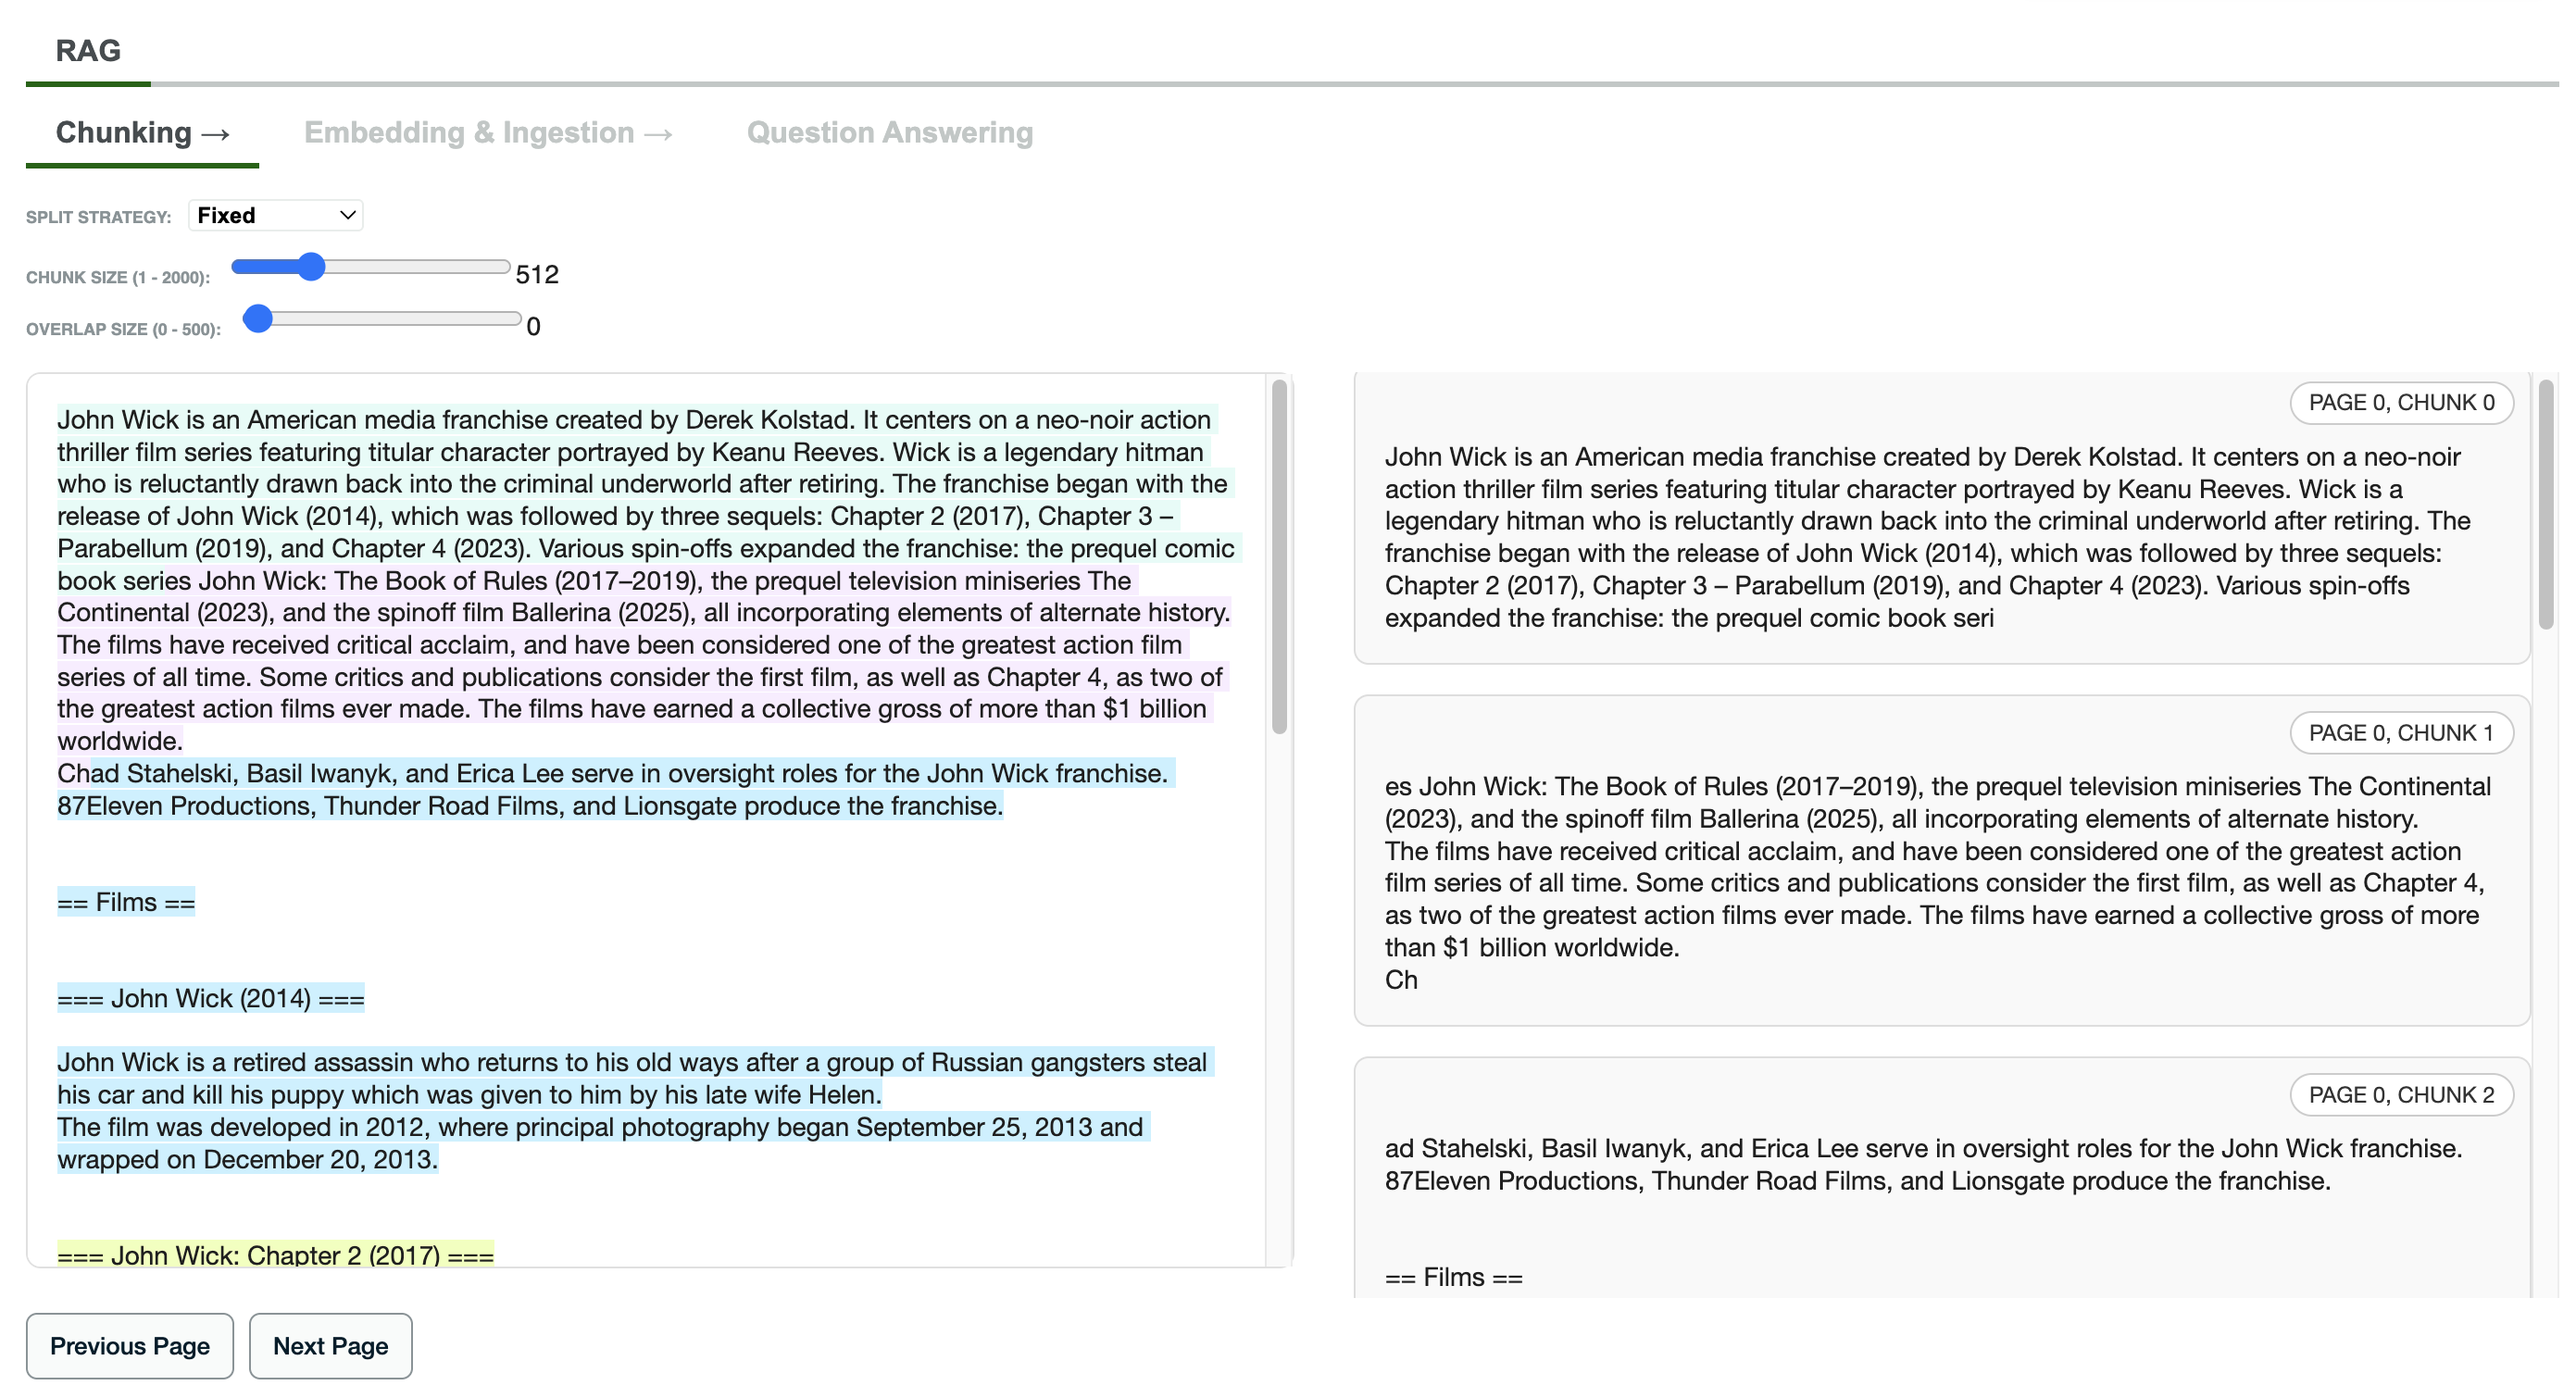 RAG
Chunking →
Embedding & Ingestion →
Question Answering
SPLIT STRATEGY: Fixed
CHUNK SIZE (1 - 2000): 512
OVERLAP SIZE (0 - 500): 0
John Wick is an American media franchise created by Derek Kolstad. It centers on a neo-noir action
thriller film series featuring titular character portrayed by Keanu Reeves. Wick is a legendary hitman
who is reluctantly drawn back into the criminal underworld after retiring. The franchise began with the
release of John Wick (2014), which was followed by three sequels: Chapter 2 (2017), Chapter 3 –
Parabellum (2019), and Chapter 4 (2023). Various spin-offs expanded the franchise: the prequel comic
book series John Wick: The Book of Rules (2017–2019), the prequel television miniseries The
Continental (2023), and the spinoff film Ballerina (2025), all incorporating elements of alternate history.
The films have received critical acclaim, and have been considered one of the greatest action film
series of all time. Some critics and publications consider the first film, as well as Chapter 4, as two of
the greatest action films ever made. The films have earned a collective gross of more than $1 billion
worldwide.
Chad Stahelski, Basil Iwanyk, and Erica Lee serve in oversight roles for the John Wick franchise.
87Eleven Productions, Thunder Road Films, and Lionsgate produce the franchise.
== Films ==
=== John Wick (2014) ===
John Wick is a retired assassin who returns to his old ways after a group of Russian gangsters steal
his car and kill his puppy which was given to him by his late wife Helen.
The film was developed in 2012, where principal photography began September 25, 2013 and
wrapped on December 20, 2013.
=== John Wick: Chapter 2 (2017) ===
PAGE 0, CHUNK 0
John Wick is an American media franchise created by Derek Kolstad. It centers on a neo-noir
action thriller film series featuring titular character portrayed by Keanu Reeves. Wick is a
legendary hitman who is reluctantly drawn back into the criminal underworld after retiring. The
franchise began with the release of John Wick (2014), which was followed by three sequels:
Chapter 2 (2017), Chapter 3 – Parabellum (2019), and Chapter 4 (2023). Various spin-offs
expanded the franchise: the prequel comic book seri
PAGE 0, CHUNK 1
es John Wick: The Book of Rules (2017–2019), the prequel television miniseries The Continental
(2023), and the spinoff film Ballerina (2025), all incorporating elements of alternate history.
The films have received critical acclaim, and have been considered one of the greatest action
film series of all time. Some critics and publications consider the first film, as well as Chapter 4,
as two of the greatest action films ever made. The films have earned a collective gross of more
than $1 billion worldwide.
Ch
PAGE 0, CHUNK 2
ad Stahelski, Basil Iwanyk, and Erica Lee serve in oversight roles for the John Wick franchise.
87Eleven Productions, Thunder Road Films, and Lionsgate produce the franchise.
== Films ==
Previous Page
Next Page